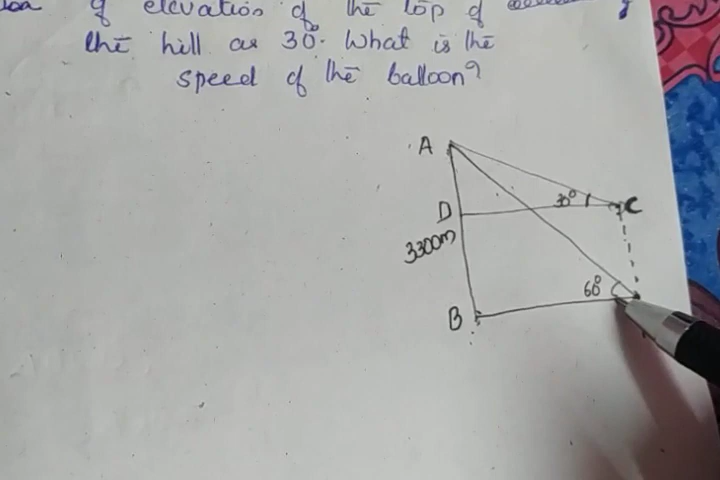 of elevation of the top of
the hill as 30°. What is the
speed of the balloon?
A
30°
C
D
3300m
60°
B